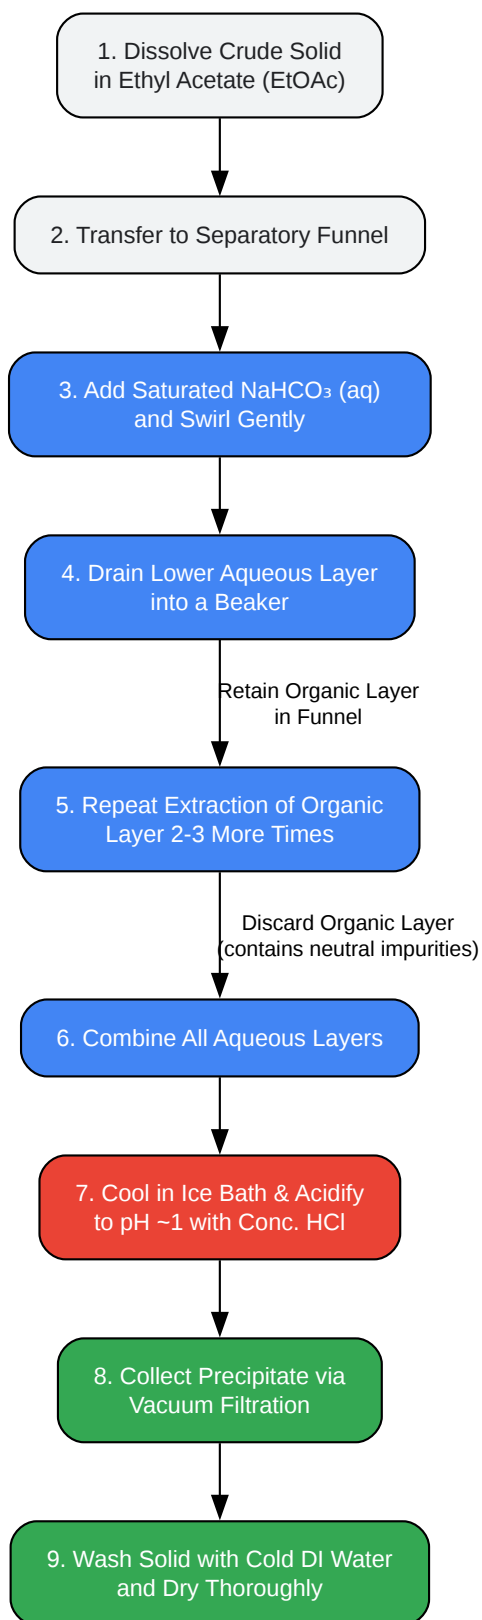 1. Dissolve Crude Solid
in Ethyl Acetate (EtOAc)
2. Transfer to Separatory Funnel
3. Add Saturated NaHCO₃ (aq)
and Swirl Gently
4. Drain Lower Aqueous Layer
into a Beaker
Retain Organic Layer
in Funnel
5. Repeat Extraction of Organic
Layer 2-3 More Times
Discard Organic Layer
(contains neutral impurities)
6. Combine All Aqueous Layers
7. Cool in Ice Bath & Acidify
to pH ~1 with Conc. HCl
8. Collect Precipitate via
Vacuum Filtration
9. Wash Solid with Cold DI Water
and Dry Thoroughly